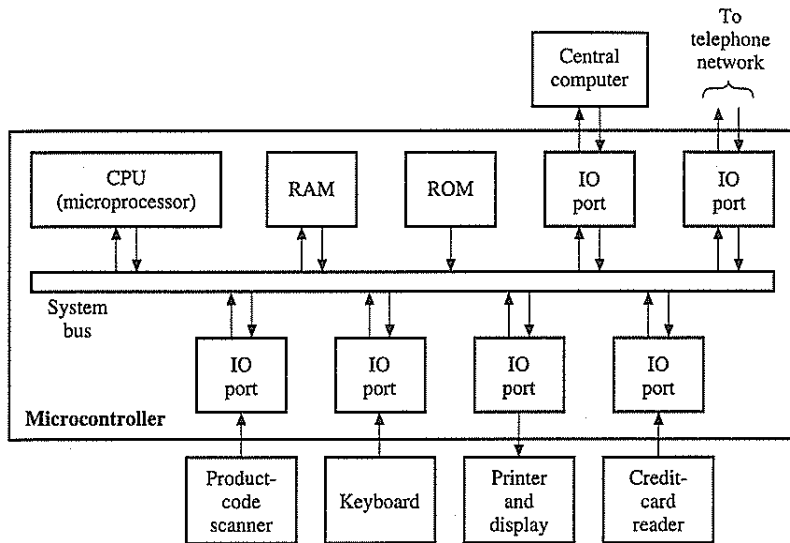 To
telephone
network
Central
computer
CPU
(microprocessor)
RAM
ROM
IO
port
IO
port
System
bus
IO
port
IO
port
IO
port
IO
port
Microcontroller
Product-
code
scanner
Keyboard
Printer
and
display
Credit-
card
reader